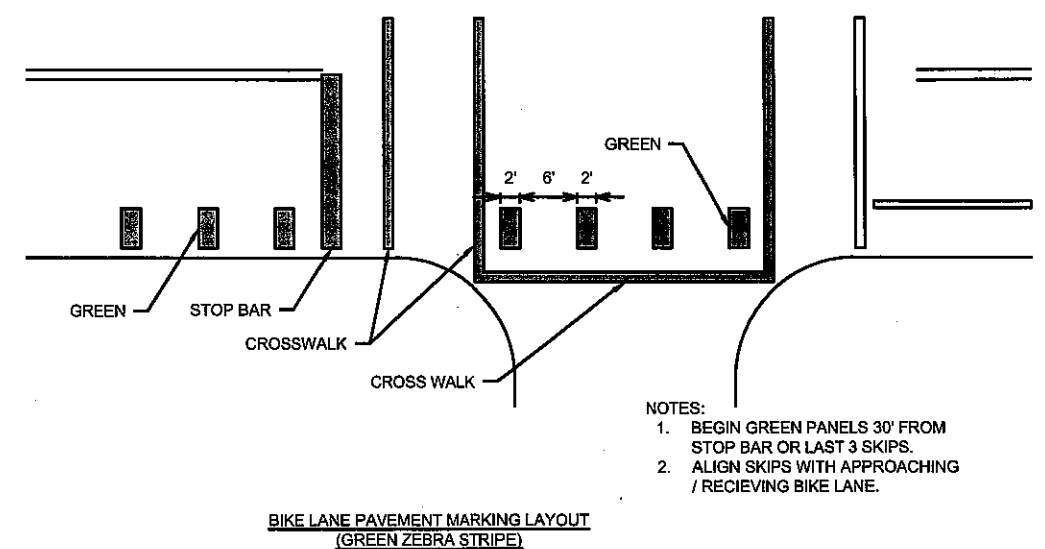 GREEN
2' 6' 2'
GREEN
STOP BAR
CROSSWALK
CROSS WALK
NOTES:
1. BEGIN GREEN PANELS 30' FROM
STOP BAR OR LAST 3 SKIPS.
2. ALIGN SKIPS WITH APPROACHING
/ RECIEVING BIKE LANE.
BIKE LANE PAVEMENT MARKING LAYOUT
(GREEN ZEBRA STRIPE)